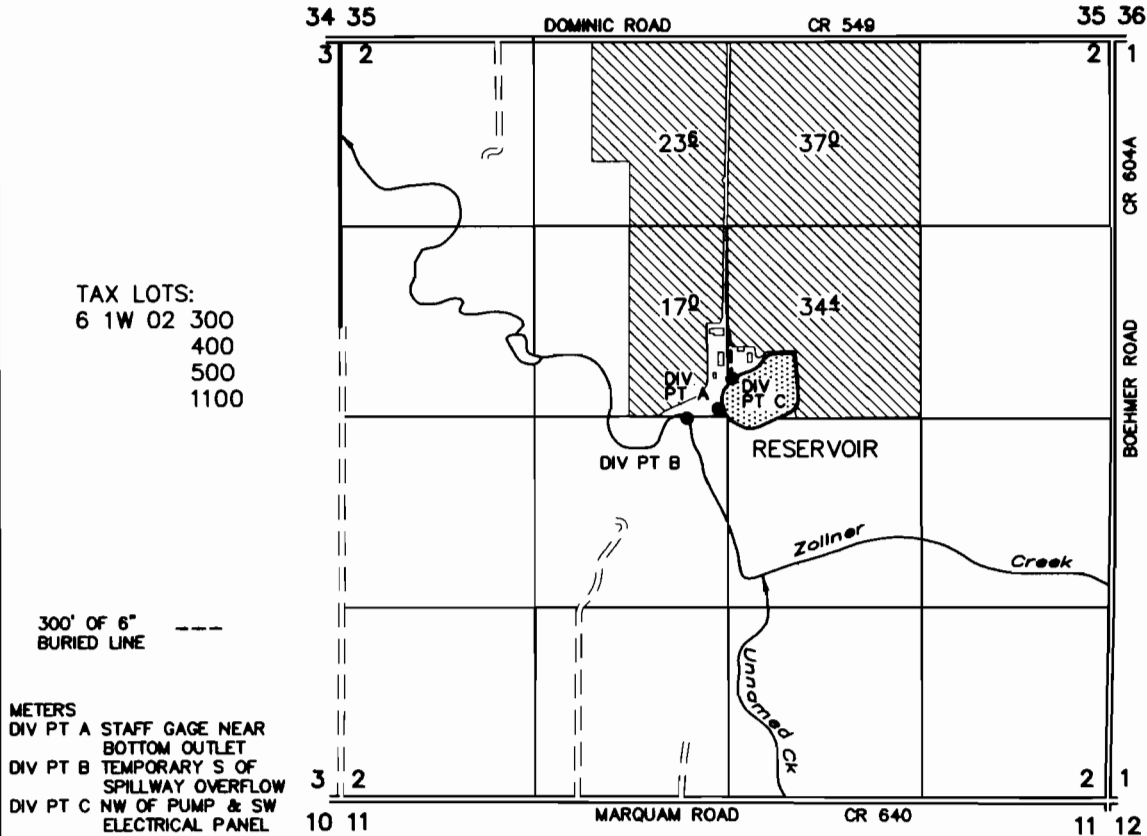 34 35
DOMINIC ROAD
CR 549
35 36
3 2
2 1
23 6
37 0
CR 604A
TAX LOTS:
6 1W 02 300
400
500
1100
17 0
34 4
DIV
PT A
DIV
PT C
BOEHMER ROAD
DIV PT B
RESERVOIR
Zollner
Creek
300' OF 6"
BURIED LINE
Unnamed Ck
METERS
DIV PT A STAFF GAGE NEAR
BOTTOM OUTLET
DIV PT B TEMPORARY S OF
SPILLWAY OVERFLOW
DIV PT C NW OF PUMP & SW
ELECTRICAL PANEL
3 2
2 1
10 11
MARQUAM ROAD
CR 640
11 12